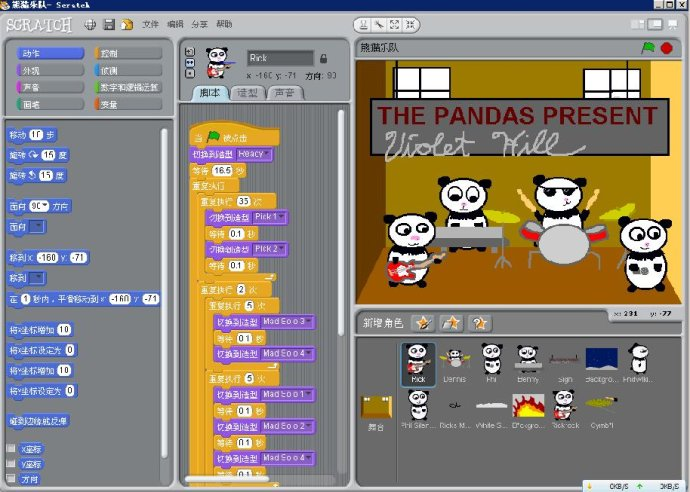 熊猫乐队- Scratch
SCRATCH 文件 编辑 分享 帮助
动作 控制
外观 侦测
声音 数字和逻辑运算
画笔 变量
移动 10 步
旋转 15 度
旋转 15 度
面向 90 方向
面向
移到 x: -160 y: -71
移到
在 1 秒内,平滑移动到 x: -160 y: -71
将x坐标增加 10
将x坐标设定为 0
将y坐标增加 10
将y坐标设定为 0
碰到边缘就反弹
x座标
y座标
方向
Rick
x: -160 y: -71 方向: 90
脚本 造型 声音
当 被点击
切换到造型 Ready
等待 16.5 秒
重复执行
重复执行 35 次
切换到造型 Pick 1
等待 0.1 秒
切换到造型 Pick 2
等待 0.1 秒
重复执行 2 次
重复执行 5 次
切换到造型 Mad Solo 3
等待 0.1 秒
切换到造型 Mad Solo 4
重复执行 5 次
切换到造型 Mad Solo 1
等待 0.1 秒
切换到造型 Mad Solo 2
等待 0.1 秒
切换到造型 Mad Solo 4
等待 0.1 秒
熊猫乐队
THE PANDAS PRESENT
Violet Hill
x: 231 y: -77
新增角色
舞台
Rick Dennis Phil Benny Sign Backgro...
Phil Silen... Ricks M... White S... Rickrock Cymbal
0KB/S 3KB/S